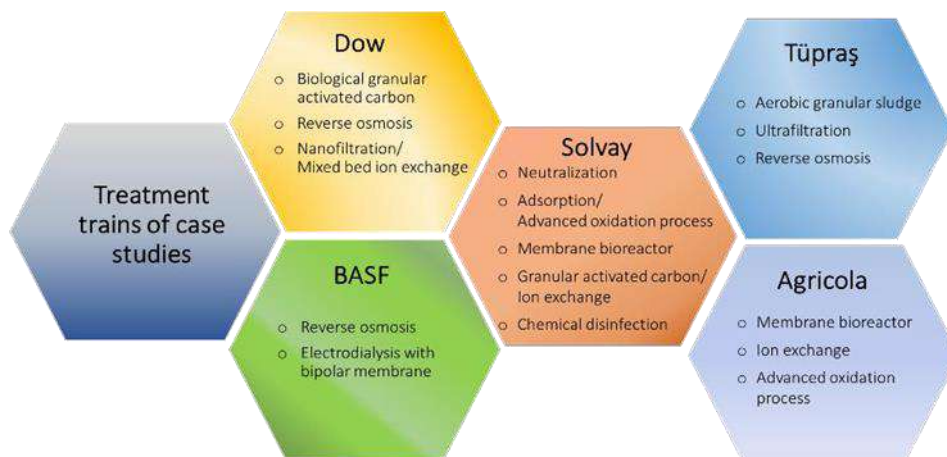 Treatment
trains of case
studies
Dow
○ Biological granular
activated carbon
○ Reverse osmosis
○ Nanofiltration/
Mixed bed ion exchange
BASF
○ Reverse osmosis
○ Electrodialysis with
bipolar membrane
Solvay
○ Neutralization
○ Adsorption/
Advanced oxidation process
○ Membrane bioreactor
○ Granular activated carbon/
Ion exchange
○ Chemical disinfection
Tüpraş
○ Aerobic granular sludge
○ Ultrafiltration
○ Reverse osmosis
Agricola
○ Membrane bioreactor
○ Ion exchange
○ Advanced oxidation
process